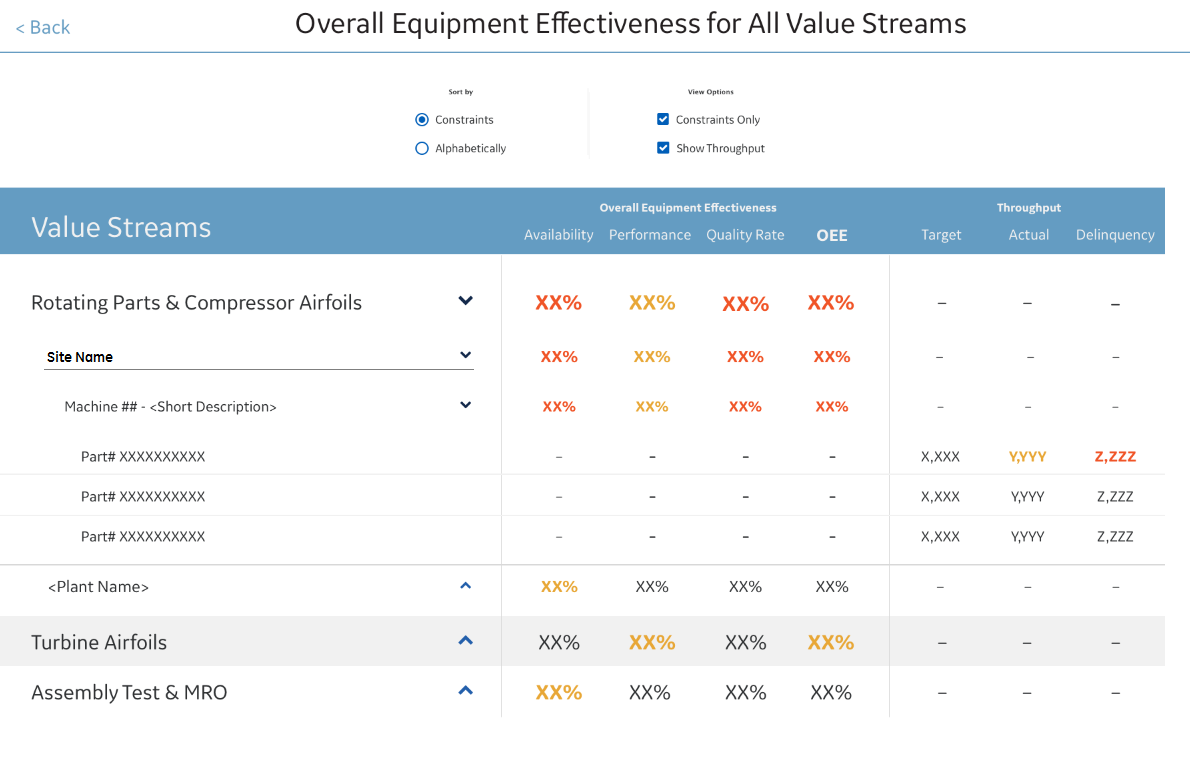 < Back
Overall Equipment Effectiveness for All Value Streams
Sort by
View Options
Constraints
Constraints Only
Alphabetically
Show Throughput
Value Streams
Overall Equipment Effectiveness
Throughput
Availability Performance Quality Rate OEE Target Actual Delinquency
Rotating Parts & Compressor Airfoils XX% XX% XX% XX% – – –
Site Name XX% XX% XX% XX% – – –
Machine ## - <Short Description> XX% XX% XX% XX% – – –
Part# XXXXXXXXXX – – – – X,XXX Y,YYY Z,ZZZ
Part# XXXXXXXXXX – – – – X,XXX Y,YYY Z,ZZZ
Part# XXXXXXXXXX – – – – X,XXX Y,YYY Z,ZZZ
<Plant Name> XX% XX% XX% XX% – – –
Turbine Airfoils XX% XX% XX% XX% – – –
Assembly Test & MRO XX% XX% XX% XX% – – –